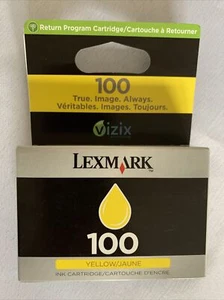 Return Program Cartridge/Cartouche à Retourner
100
True. Image. Always.
Véritables. Images. Toujours.
Vizix
LEXMARK
100
YELLOW/JAUNE
INK CARTRIDGE/CARTOUCHE D'ENCRE